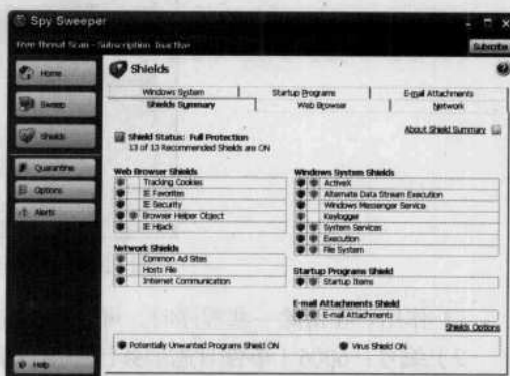 Spy Sweeper
Free Threat Scan - Subscription Inactive
Subscribe
Home
Sweep
Shields
Quarantine
Options
Alerts
Help
Shields
Windows System
Startup Programs
E-mail Attachments
Shields Summary
Web Browser
Network
Shield Status: Full Protection
13 of 13 Recommended Shields are ON
About Shield Summary
Web Browser Shields
Tracking Cookies
IE Favorites
IE Security
Browser Helper Object
IE Hijack
Network Shields
Common Ad Sites
Hosts File
Internet Communication
Windows System Shields
ActiveX
Alternate Data Stream Execution
Windows Messenger Service
Keylogger
System Services
Execution
File System
Startup Programs Shield
Startup Items
E-mail Attachments Shield
E-mail Attachments
Shields Options
Potentially Unwanted Programs Shield ON
Virus Shield ON